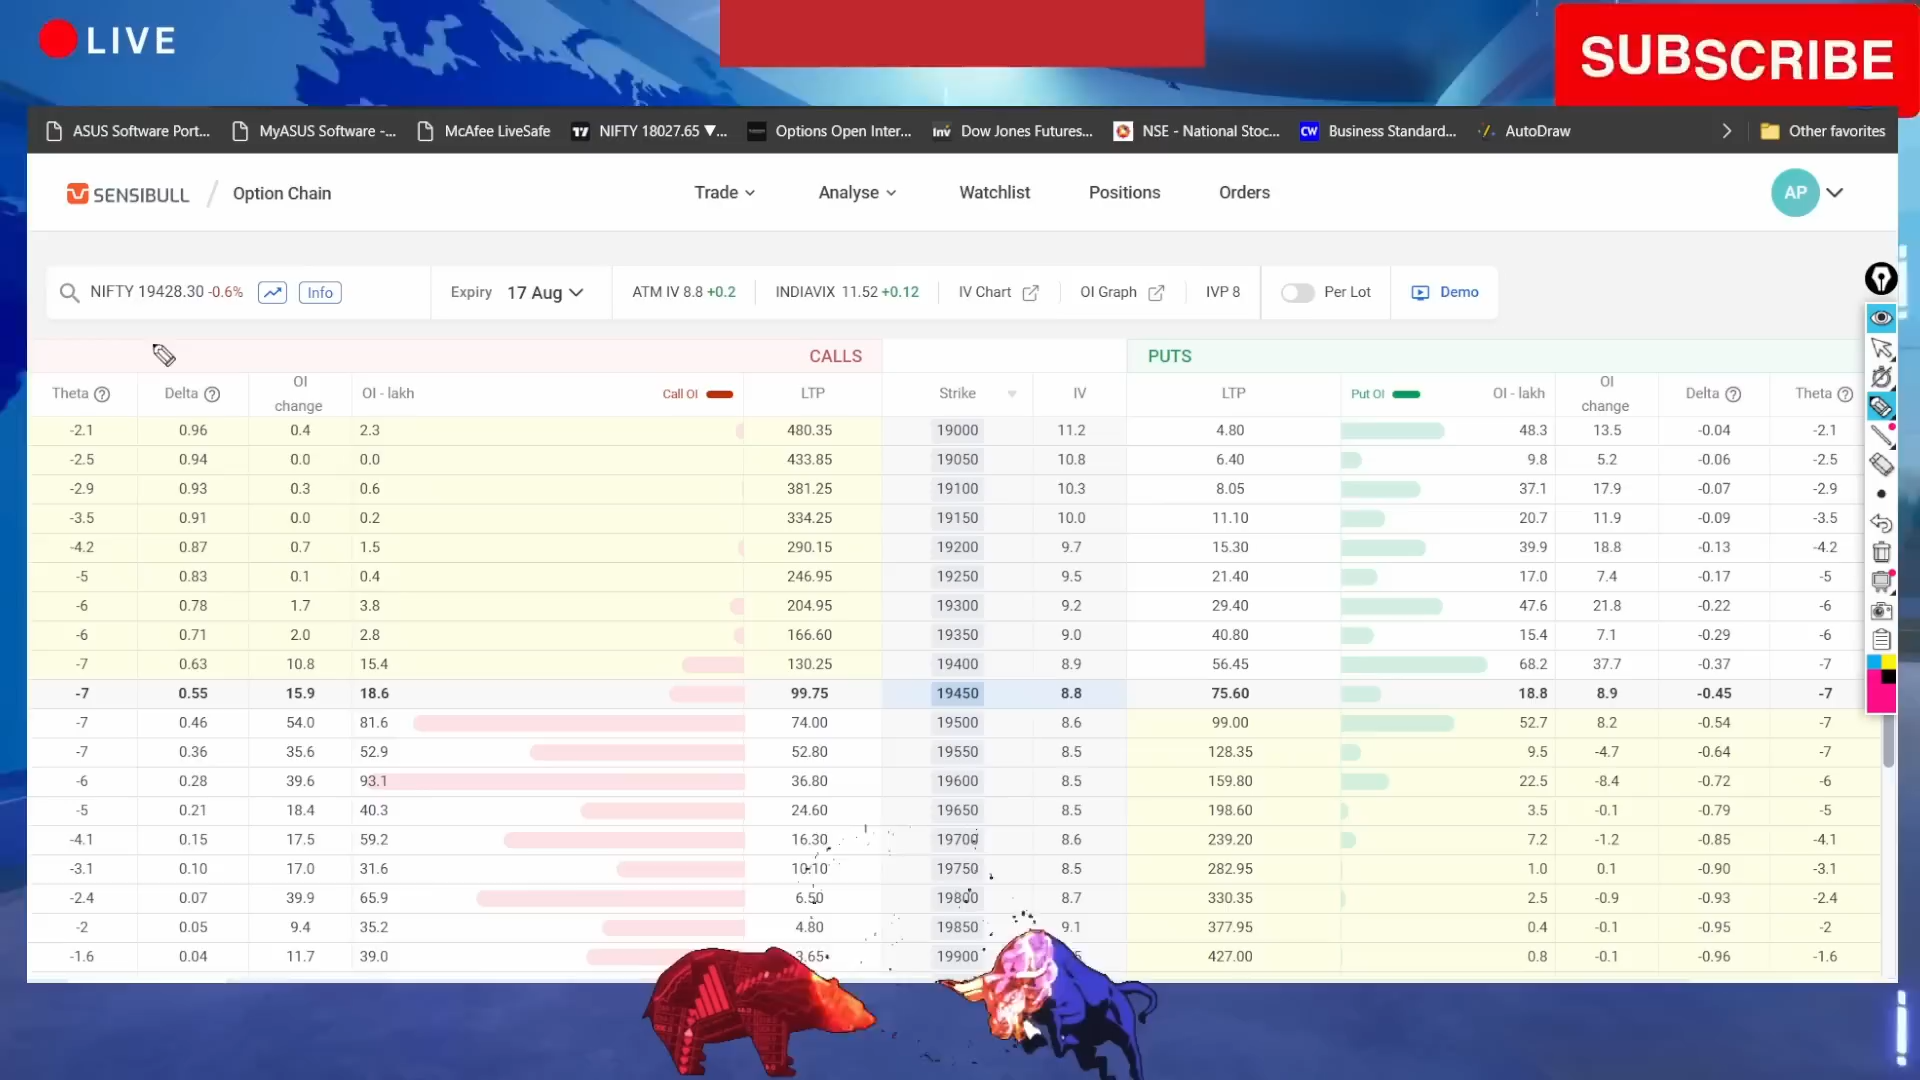 LIVE
SUBSCRIBE
ASUS Software Port... MyASUS Software -... McAfee LiveSafe NIFTY 18027.65 ▼... Options Open Inter... Inv Dow Jones Futures... NSE - National Stoc... CW Business Standard... AutoDraw Other favorites
SENSIBULL / Option Chain Trade Analyse Watchlist Positions Orders AP
NIFTY 19428.30 -0.6% Info Expiry 17 Aug ATM IV 8.8 +0.2 INDIAVIX 11.52 +0.12 IV Chart OI Graph IVP 8 Per Lot Demo
CALLS PUTS
Theta Delta OI change OI - lakh Call OI LTP Strike IV LTP Put OI OI - lakh OI change Delta Theta
-2.1 0.96 0.4 2.3 480.35 19000 11.2 4.80 48.3 13.5 -0.04 -2.1
-2.5 0.94 0.0 0.0 433.85 19050 10.8 6.40 9.8 5.2 -0.06 -2.5
-2.9 0.93 0.3 0.6 381.25 19100 10.3 8.05 37.1 17.9 -0.07 -2.9
-3.5 0.91 0.0 0.2 334.25 19150 10.0 11.10 20.7 11.9 -0.09 -3.5
-4.2 0.87 0.7 1.5 290.15 19200 9.7 15.30 39.9 18.8 -0.13 -4.2
-5 0.83 0.1 0.4 246.95 19250 9.5 21.40 17.0 7.4 -0.17 -5
-6 0.78 1.7 3.8 204.95 19300 9.2 29.40 47.6 21.8 -0.22 -6
-6 0.71 2.0 2.8 166.60 19350 9.0 40.80 15.4 7.1 -0.29 -6
-7 0.63 10.8 15.4 130.25 19400 8.9 56.45 68.2 37.7 -0.37 -7
-7 0.55 15.9 18.6 99.75 19450 8.8 75.60 18.8 8.9 -0.45 -7
-7 0.46 54.0 81.6 74.00 19500 8.6 99.00 52.7 8.2 -0.54 -7
-7 0.36 35.6 52.9 52.80 19550 8.5 128.35 9.5 -4.7 -0.64 -7
-6 0.28 39.6 93.1 36.80 19600 8.5 159.80 22.5 -8.4 -0.72 -6
-5 0.21 18.4 40.3 24.60 19650 8.5 198.60 3.5 -0.1 -0.79 -5
-4.1 0.15 17.5 59.2 16.30 19700 8.6 239.20 7.2 -1.2 -0.85 -4.1
-3.1 0.10 17.0 31.6 10.10 19750 8.5 282.95 1.0 0.1 -0.90 -3.1
-2.4 0.07 39.9 65.9 6.50 19800 8.7 330.35 2.5 -0.9 -0.93 -2.4
-2 0.05 9.4 35.2 4.80 19850 9.1 377.95 0.4 -0.1 -0.95 -2
-1.6 0.04 11.7 39.0 3.65 19900 427.00 0.8 -0.1 -0.96 -1.6